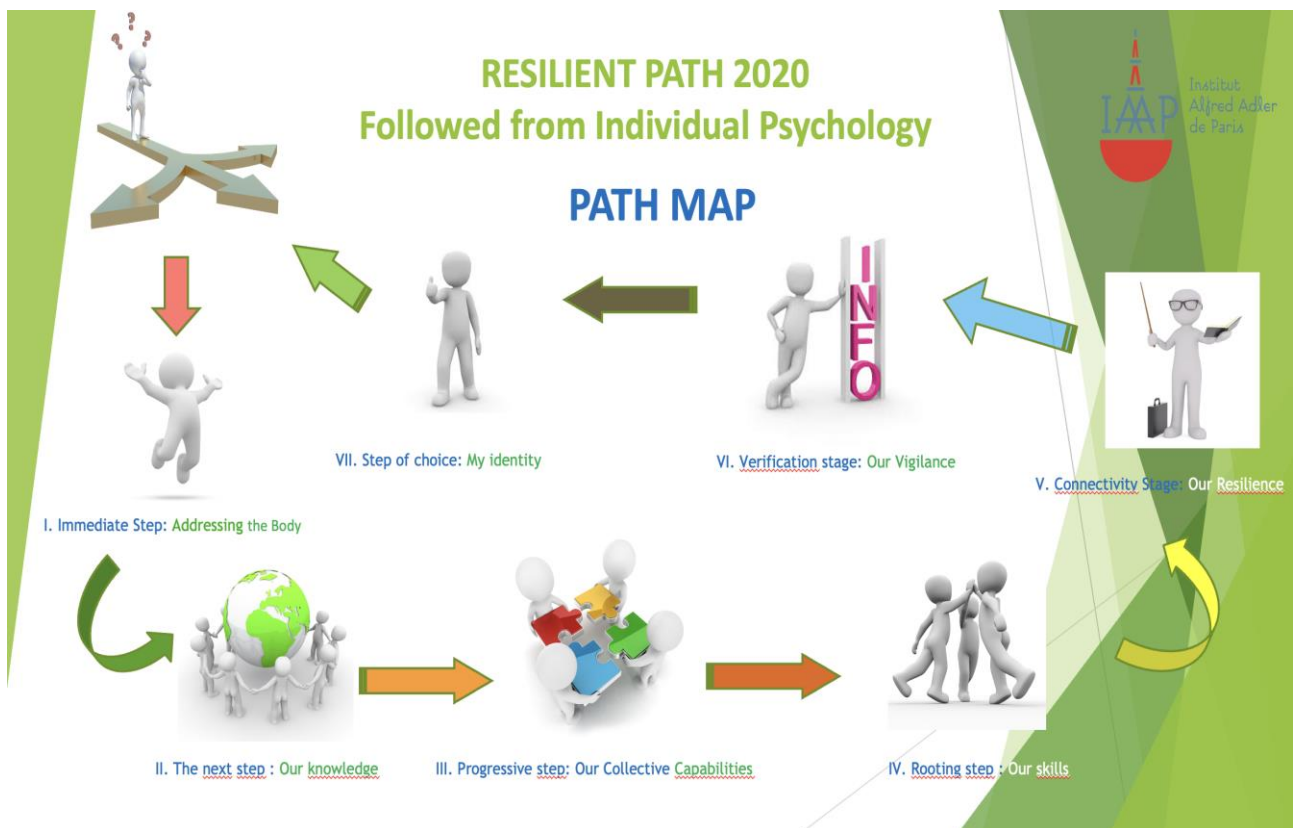 RESILIENT PATH 2020
Followed from Individual Psychology
PATH MAP
IAAP
Institut
Alfred Adler
de Paris
? ? ?
INFO
VII. Step of choice: My identity
VI. Verification stage: Our Vigilance
V. Connectivity Stage: Our Resilience
I. Immediate Step: Addressing the Body
II. The next step : Our knowledge
III. Progressive step: Our Collective Capabilities
IV. Rooting step : Our skills